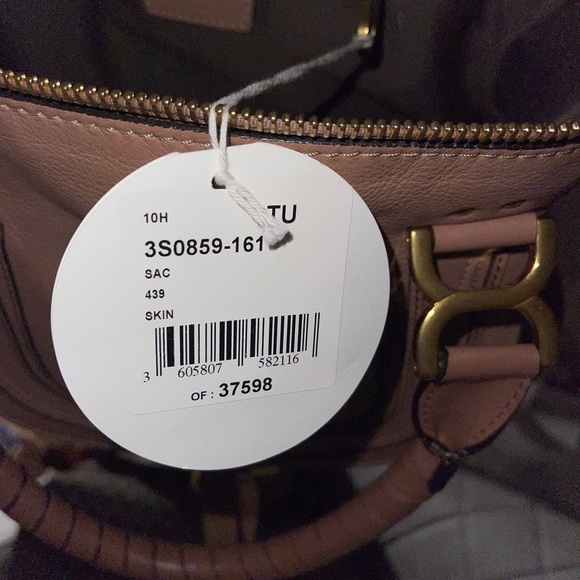 10H TU
3S0859-161
SAC
439
SKIN
3 605807 582116
OF : 37598